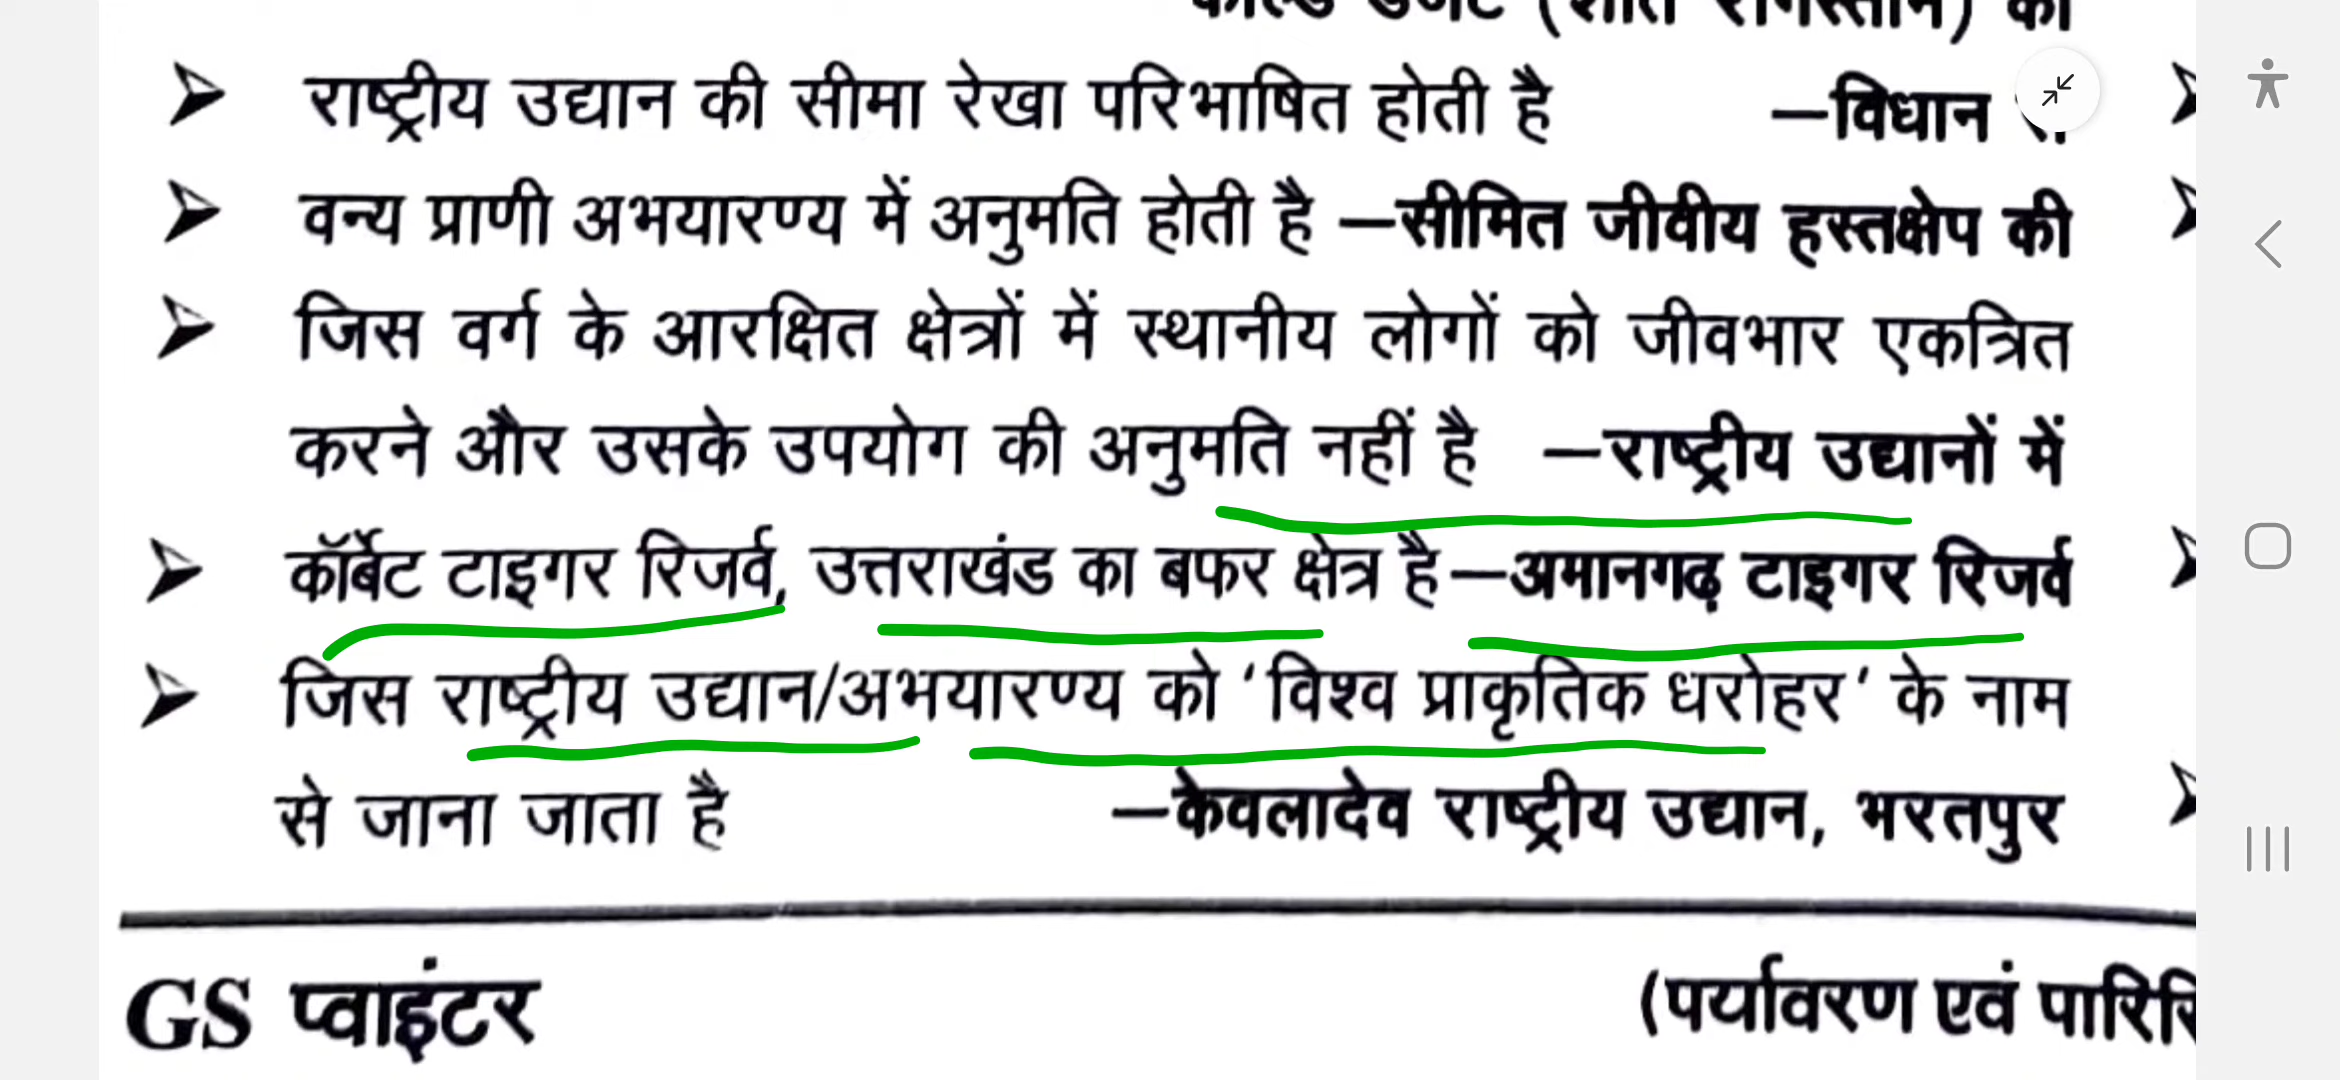 राष्ट्रीय उद्यान की सीमा रेखा परिभाषित होती है —विधान
वन्य प्राणी अभयारण्य में अनुमति होती है —सीमित जीवीय हस्तक्षेप की
जिस वर्ग के आरक्षित क्षेत्रों में स्थानीय लोगों को जीवभार एकत्रित
करने और उसके उपयोग की अनुमति नहीं है —राष्ट्रीय उद्यानों में
कॉर्बेट टाइगर रिजर्व, उत्तराखंड का बफर क्षेत्र है—अमानगढ़ टाइगर रिजर्व
जिस राष्ट्रीय उद्यान/अभयारण्य को ‘विश्व प्राकृतिक धरोहर’ के नाम
से जाना जाता है —केवलादेव राष्ट्रीय उद्यान, भरतपुर
GS प्वाइंटर (पर्यावरण एवं